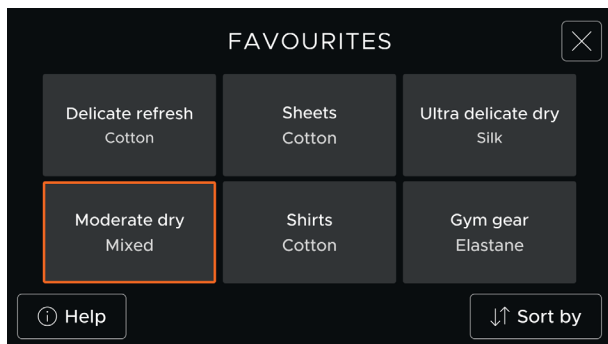 FAVOURITES
Delicate refresh
Cotton
Sheets
Cotton
Ultra delicate dry
Silk
Moderate dry
Mixed
Shirts
Cotton
Gym gear
Elastane
Help
Sort by